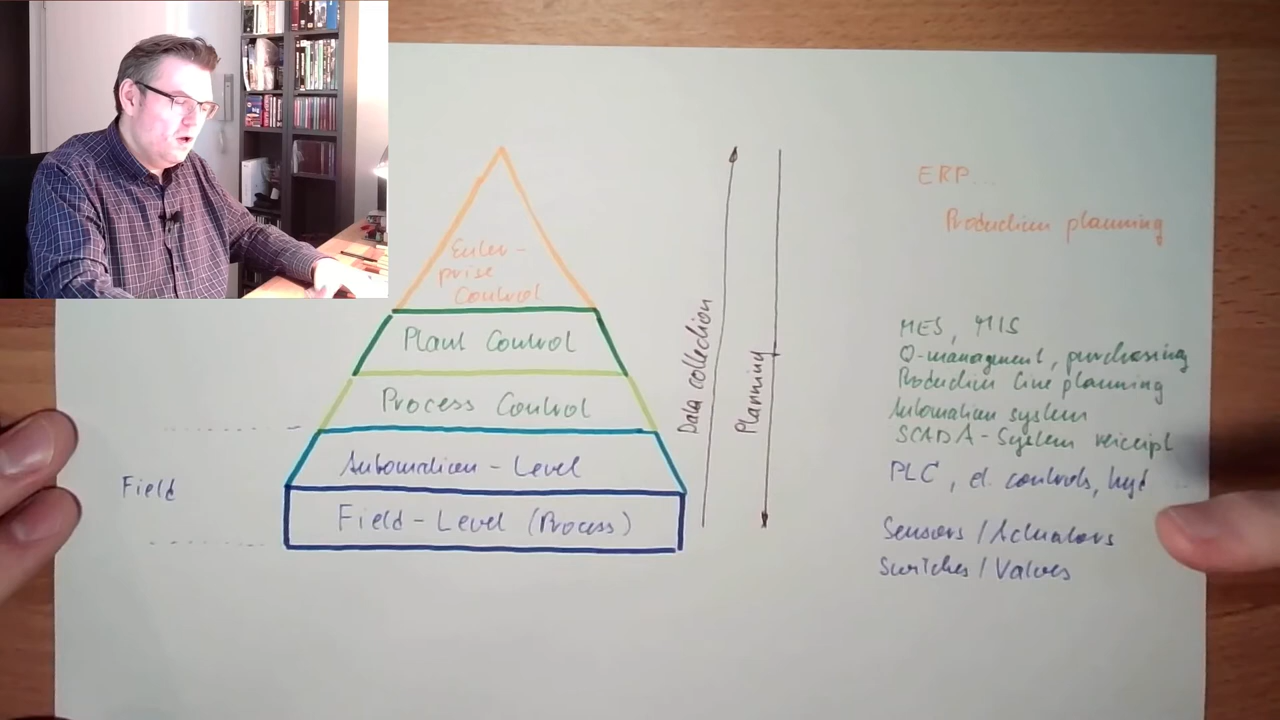 Enter-
prise
Control
Plant Control
Process Control
Automation-Level
Field-Level (Process)
Field
Data collection
Planning
ERP...
Production planning
MES, MIS
Q-management, purchasing
Production line planning
Automation system
SCADA-System
PLC, el. controls, hyd
Sensors/Actuators
Switches/Valves